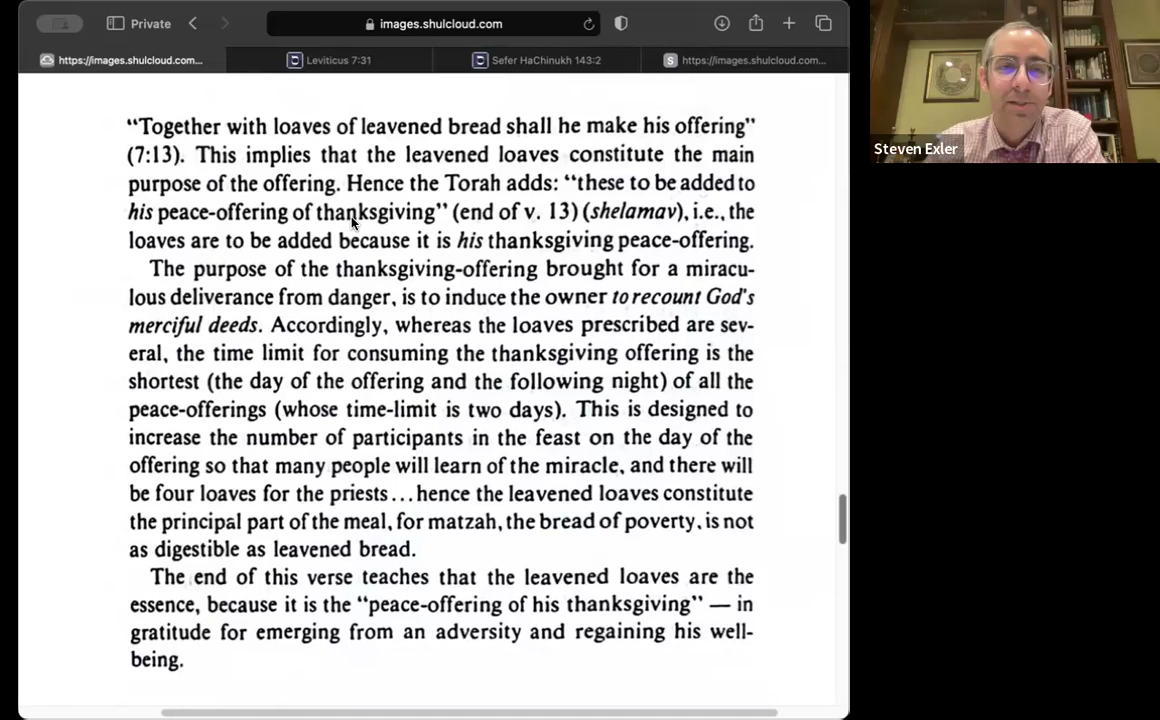 Private
images.shulcloud.com
https://images.shulcloud.com...
Leviticus 7:31
Sefer HaChinukh 143:2
S
https://images.shulcloud.com...
Steven Exler
“Together with loaves of leavened bread shall he make his offering”
(7:13). This implies that the leavened loaves constitute the main
purpose of the offering. Hence the Torah adds: “these to be added to
his peace-offering of thanksgiving” (end of v. 13) (shelamav), i.e., the
loaves are to be added because it is his thanksgiving peace-offering.
The purpose of the thanksgiving-offering brought for a miracu-
lous deliverance from danger, is to induce the owner to recount God's
merciful deeds. Accordingly, whereas the loaves prescribed are sev-
eral, the time limit for consuming the thanksgiving offering is the
shortest (the day of the offering and the following night) of all the
peace-offerings (whose time-limit is two days). This is designed to
increase the number of participants in the feast on the day of the
offering so that many people will learn of the miracle, and there will
be four loaves for the priests...hence the leavened loaves constitute
the principal part of the meal, for matzah, the bread of poverty, is not
as digestible as leavened bread.
The end of this verse teaches that the leavened loaves are the
essence, because it is the “peace-offering of his thanksgiving” — in
gratitude for emerging from an adversity and regaining his well-
being.